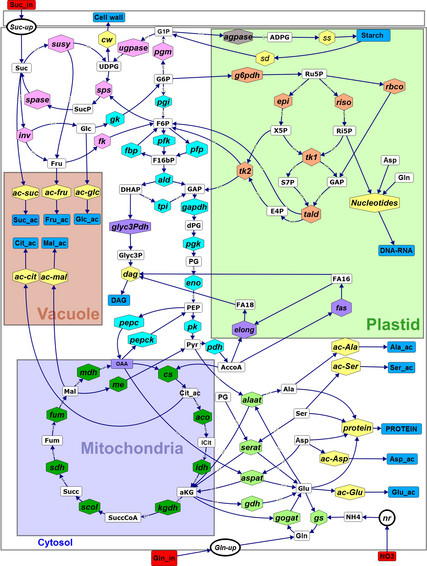 Suc_in
Suc-up
Cell wall
G1P
agpase
ADPG
ss
Starch
cw
ugpase
pgm
sd
susy
UDPG
Suc
G6P
g6pdh
Ru5P
rbco
sps
spase
SucP
gk
pgi
epi
riso
inv
Glc
F6P
X5P
Ri5P
fk
fbp
pfk
pfp
tk1
Asp
Fru
F16bP
tk2
Gln
ald
S7P
GAP
ac-suc
ac-fru
ac-glc
DHAP
GAP
Nucleotides
tpi
gapdh
E4P
tald
Suc_ac
Fru_ac
Glc_ac
glyc3Pdh
dPG
Cit_ac
Mal_ac
pgk
DNA-RNA
Glyc3P
PG
ac-cit
ac-mal
dag
eno
FA16
DAG
FA18
fas
Vacuole
PEP
elong
Plastid
pepc
pk
pepck
Pyr
pdh
ac-Ala
Ala_ac
mdh
OAA
cs
AccoA
ac-Ser
Ser_ac
me
Mal
Cit_ac
PG
alaat
Ala
fum
aco
Ser
protein
PROTEIN
Fum
Mitochondria
ICit
serat
Asp
sdh
idh
aspat
ac-Asp
Asp_ac
Succ
aKG
Glu
ac-Glu
Glu_ac
scol
kgdh
gdh
SuccCoA
gogat
gs
NH4
nr
Cytosol
Gln
Gln_in
Gln-up
NO3